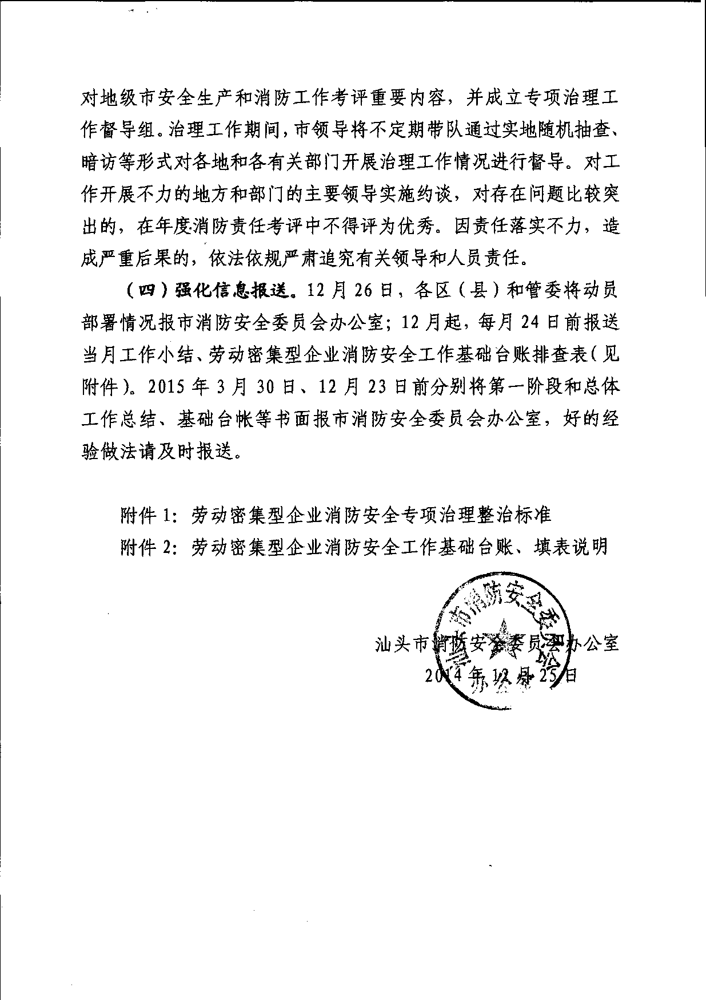 对地级市安全生产和消防工作考评重要内容，并成立专项治理工
作督导组。治理工作期间，市领导将不定期带队通过实地随机抽查、
暗访等形式对各地和各有关部门开展治理工作情况进行督导。对工
作开展不力的地方和部门的主要领导实施约谈，对存在问题比较突
出的，在年度消防责任考评中不得评为优秀。因责任落实不力，造
成严重后果的，依法依规严肃追究有关领导和人员责任。
（四）强化信息报送。12月26日，各区（县）和管委将动员
部署情况报市消防安全委员会办公室；12月起，每月24日前报送
当月工作小结、劳动密集型企业消防安全工作基础台账排查表（见
附件）。2015年3月30日、12月23日前分别将第一阶段和总体
工作总结、基础台帐等书面报市消防安全委员会办公室，好的经
验做法请及时报送。
附件1：劳动密集型企业消防安全专项治理整治标准
附件2：劳动密集型企业消防安全工作基础台账、填表说明
汕头市消防安全委员会办公室
2014年12月25日
汕头市消防安全委员会
办公室